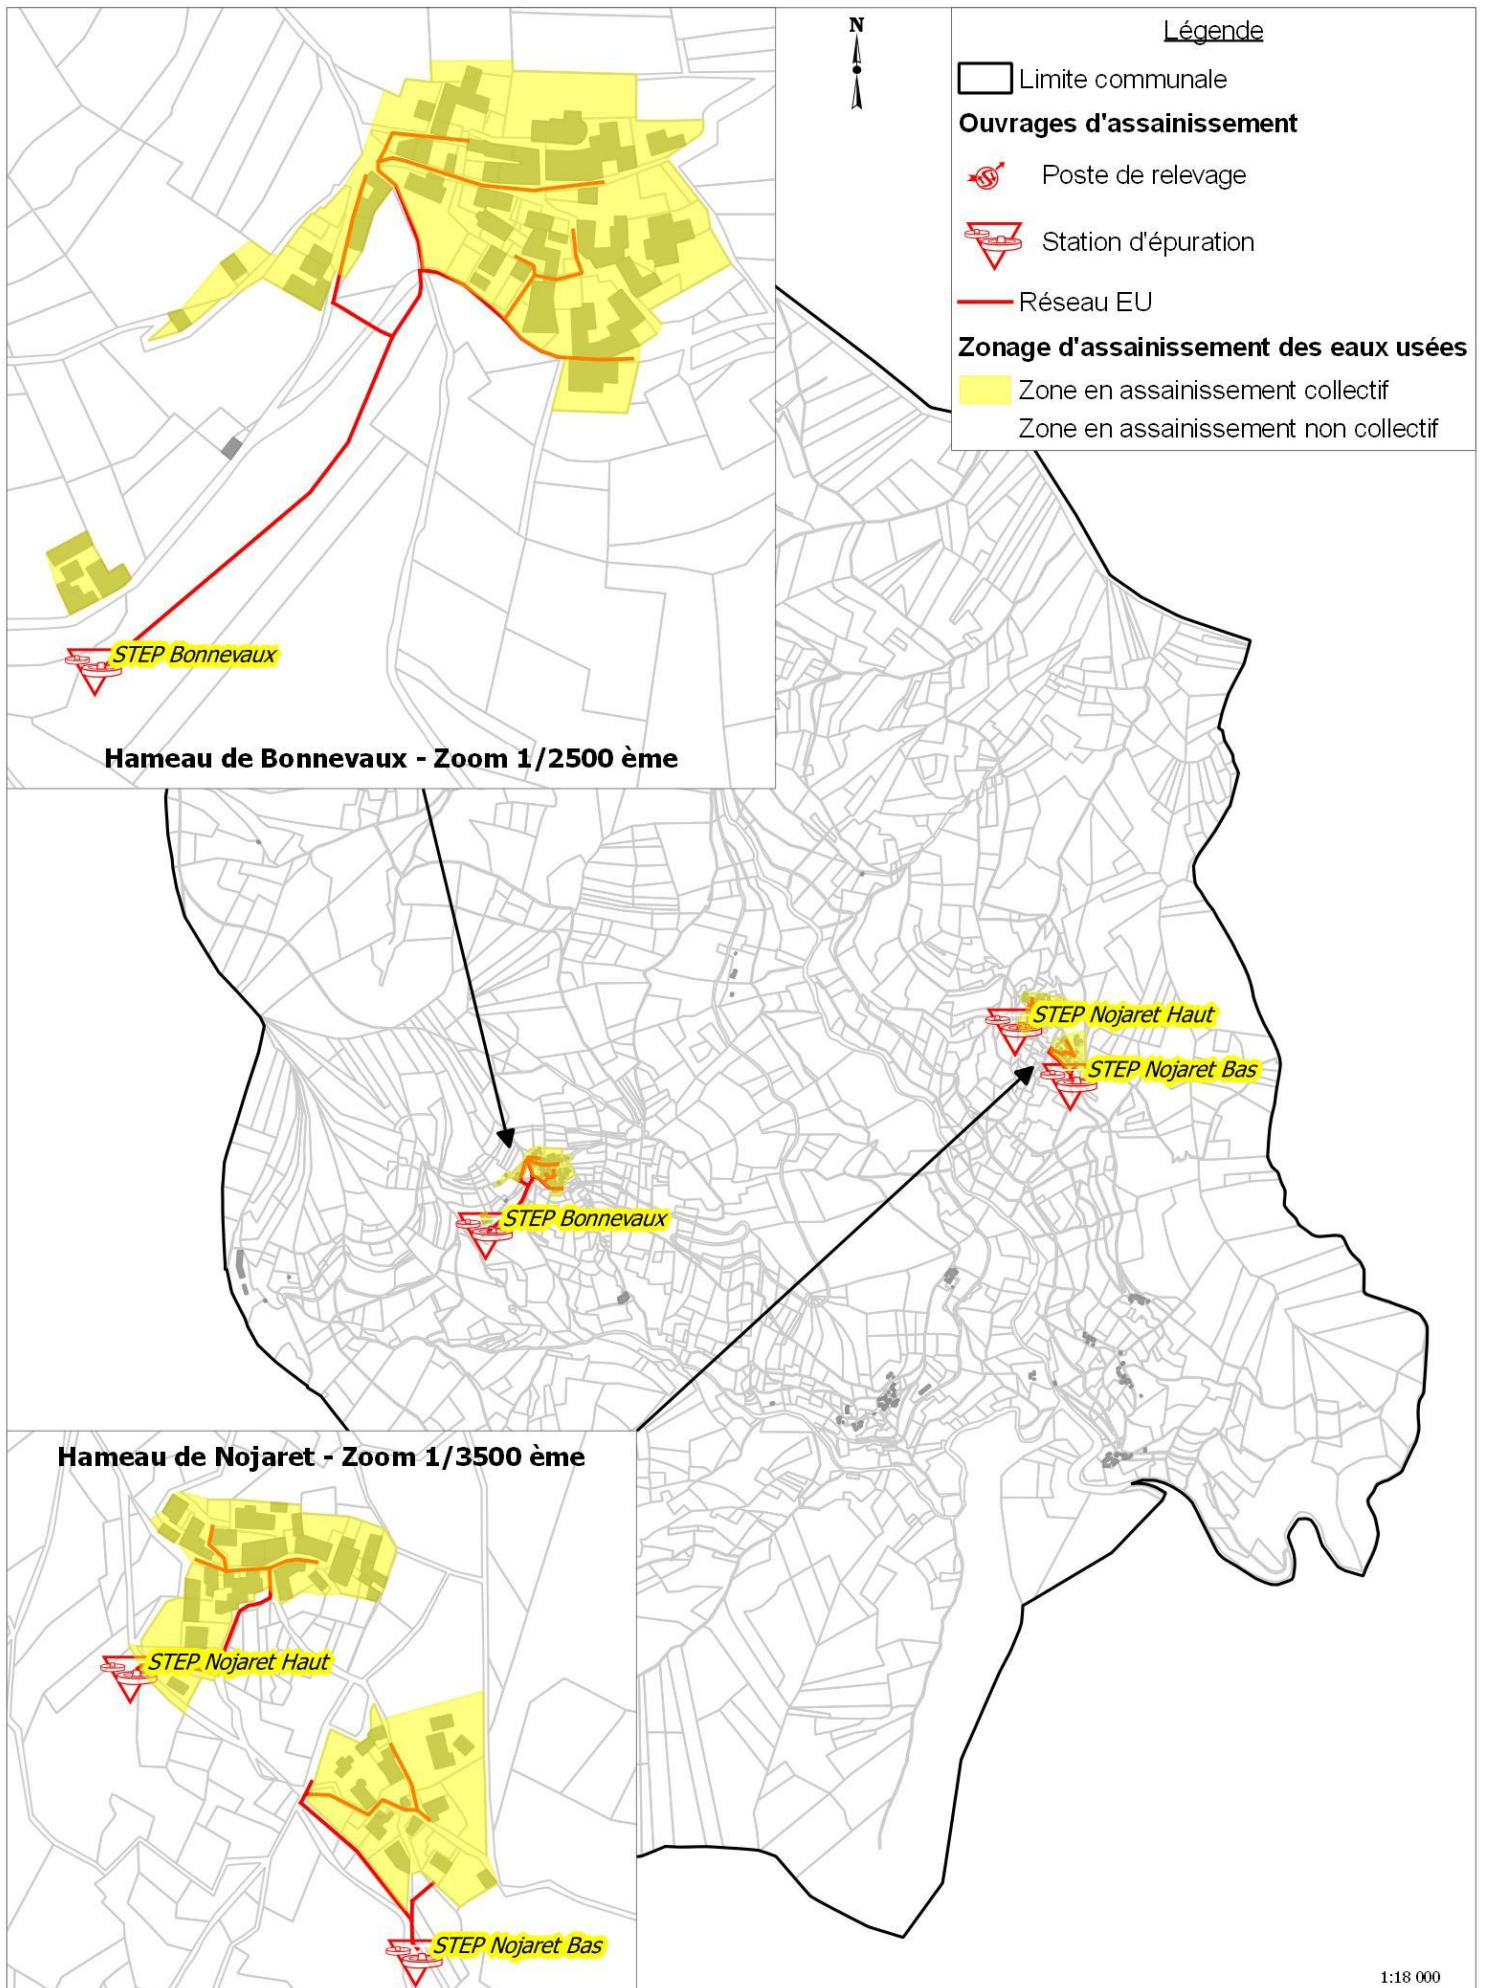 N
Légende
Limite communale
Ouvrages d'assainissement
Poste de relevage
Station d'épuration
Réseau EU
Zonage d'assainissement des eaux usées
Zone en assainissement collectif
Zone en assainissement non collectif
STEP Bonnevaux
Hameau de Bonnevaux - Zoom 1/2500 ème
STEP Nojaret Haut
STEP Nojaret Bas
STEP Bonnevaux
Hameau de Nojaret - Zoom 1/3500 ème
STEP Nojaret Haut
STEP Nojaret Bas
1:18 000